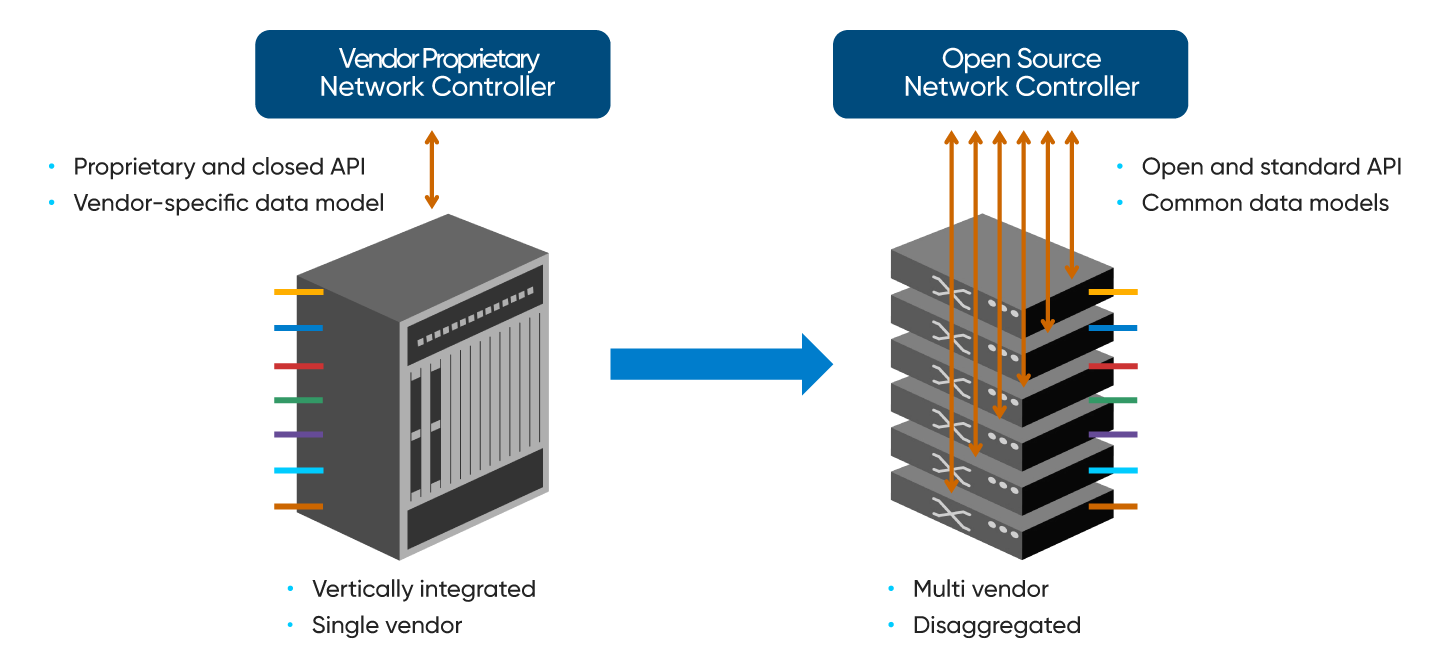 Vendor Proprietary
Network Controller
• Proprietary and closed API
• Vendor-specific data model
• Vertically integrated
• Single vendor
Open Source
Network Controller
• Open and standard API
• Common data models
• Multi vendor
• Disaggregated